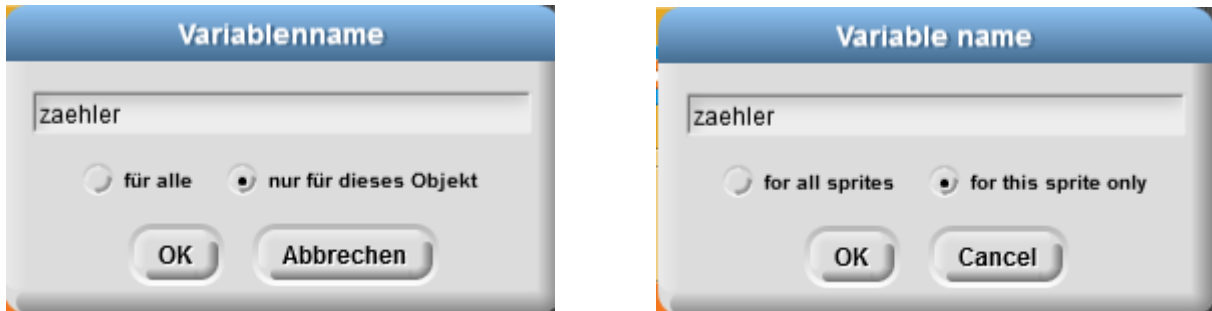 Variablenname
zaehler
für alle
nur für dieses Objekt
OK
Abbrechen
Variable name
zaehler
for all sprites
for this sprite only
OK
Cancel